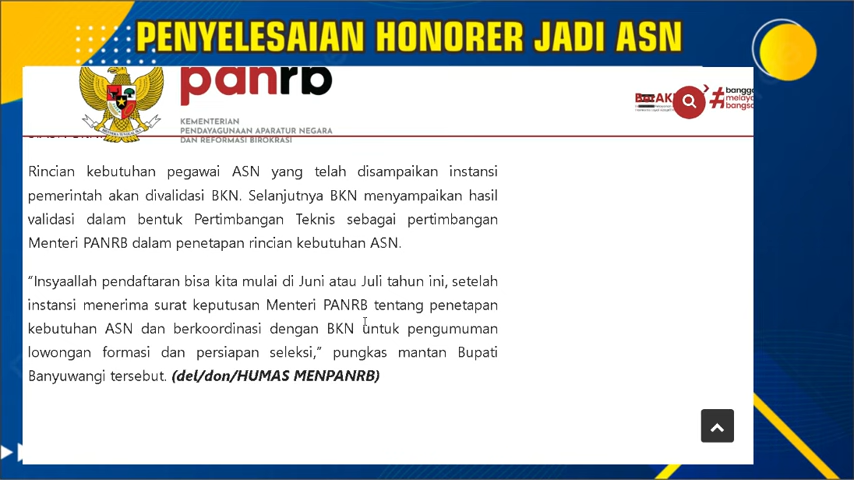 PENYELESAIAN HONORER JADI ASN
panrb
KEMENTERIAN
PENDAYAGUNAAN APARATUR NEGARA
DAN REFORMASI BIROKRASI
#
bangga
melaya
bangsa
Rincian kebutuhan pegawai ASN yang telah disampaikan instansi
pemerintah akan divalidasi BKN. Selanjutnya BKN menyampaikan hasil
validasi dalam bentuk Pertimbangan Teknis sebagai pertimbangan
Menteri PANRB dalam penetapan rincian kebutuhan ASN.
“Insyaallah pendaftaran bisa kita mulai di Juni atau Juli tahun ini, setelah
instansi menerima surat keputusan Menteri PANRB tentang penetapan
kebutuhan ASN dan berkoordinasi dengan BKN untuk pengumuman
lowongan formasi dan persiapan seleksi,” pungkas mantan Bupati
Banyuwangi tersebut. (del/don/HUMAS MENPANRB)